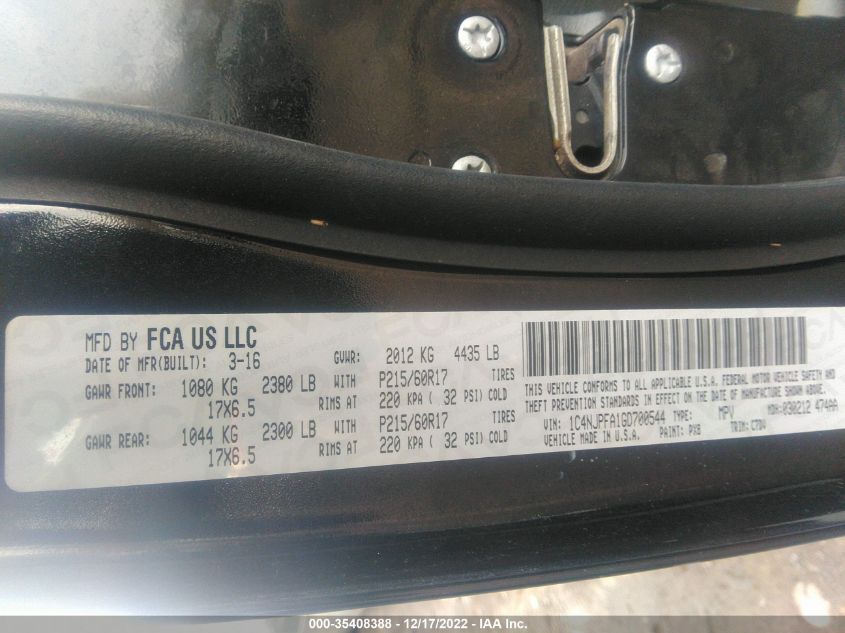 MFD BY FCA US LLC
DATE OF MFR(BUILT): 3-16 GVWR: 2012 KG 4435 LB
GAWR FRONT: 1080 KG 2380 LB WITH P215/60R17 TIRES
17X6.5 RIMS AT 220 KPA ( 32 PSI) COLD
GAWR REAR: 1044 KG 2300 LB WITH P215/60R17 TIRES
17X6.5 RIMS AT 220 KPA ( 32 PSI) COLD
THIS VEHICLE CONFORMS TO ALL APPLICABLE U.S.A. FEDERAL MOTOR VEHICLE SAFETY AND
THEFT PREVENTION STANDARDS IN EFFECT ON THE DATE OF MANUFACTURE SHOWN ABOVE.
VIN: 1C4NJPFA1GD700544 TYPE: MPV MDH: 030212 474AA
VEHICLE MADE IN U.S.A. PAINT: PXB TRIM: C7DV
000-35408388 - 12/17/2022 - IAA Inc.